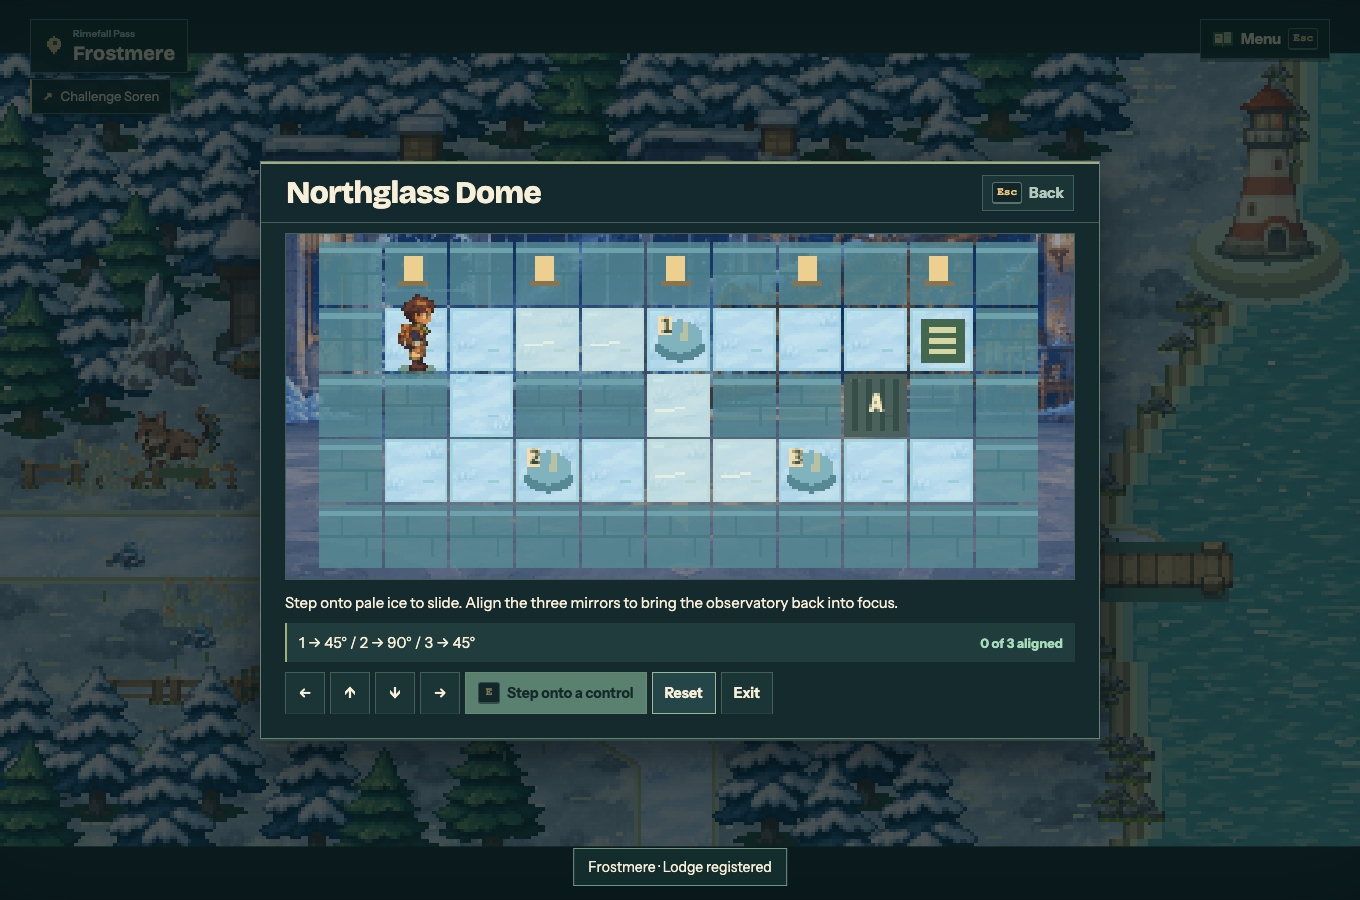 Rimefall Pass
Frostmere
Menu Esc
Challenge Soren
Northglass Dome
Esc Back
1
A
2
3
Step onto pale ice to slide. Align the three mirrors to bring the observatory back into focus.
1 → 45° / 2 → 90° / 3 → 45°
0 of 3 aligned
← ↑ ↓ → E Step onto a control Reset Exit
Frostmere · Lodge registered